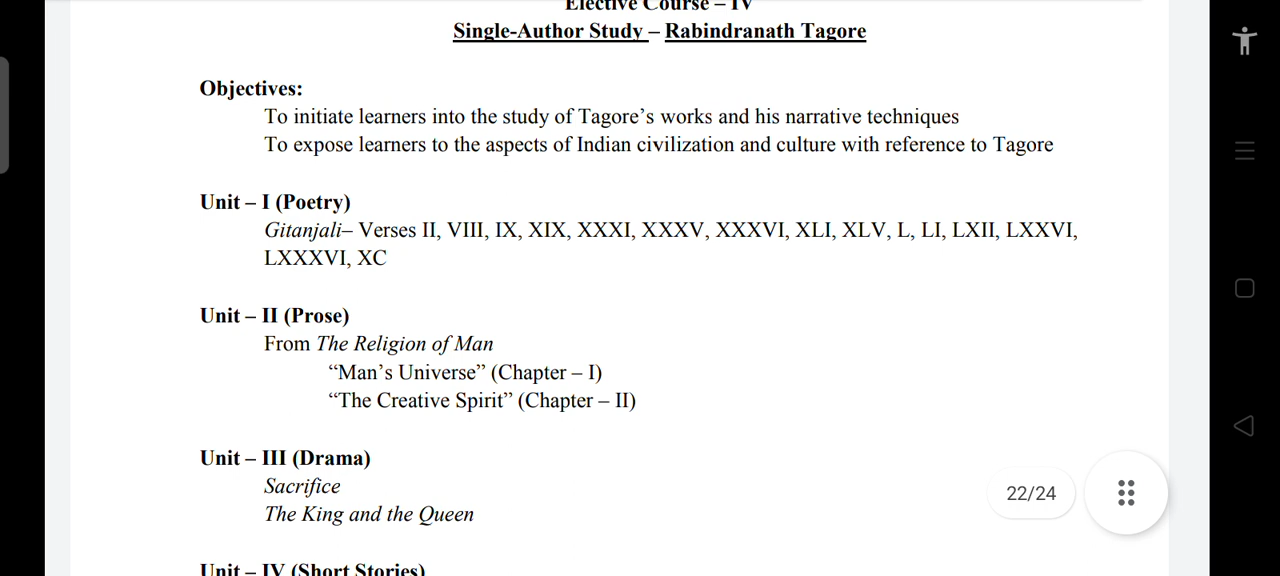 Elective Course – IV
Single-Author Study – Rabindranath Tagore
Objectives:
To initiate learners into the study of Tagore’s works and his narrative techniques
To expose learners to the aspects of Indian civilization and culture with reference to Tagore
Unit – I (Poetry)
Gitanjali– Verses II, VIII, IX, XIX, XXXI, XXXV, XXXVI, XLI, XLV, L, LI, LXII, LXXVI,
LXXXVI, XC
Unit – II (Prose)
From The Religion of Man
“Man’s Universe” (Chapter – I)
“The Creative Spirit” (Chapter – II)
Unit – III (Drama)
Sacrifice
The King and the Queen
22/24
Unit – IV (Short Stories)